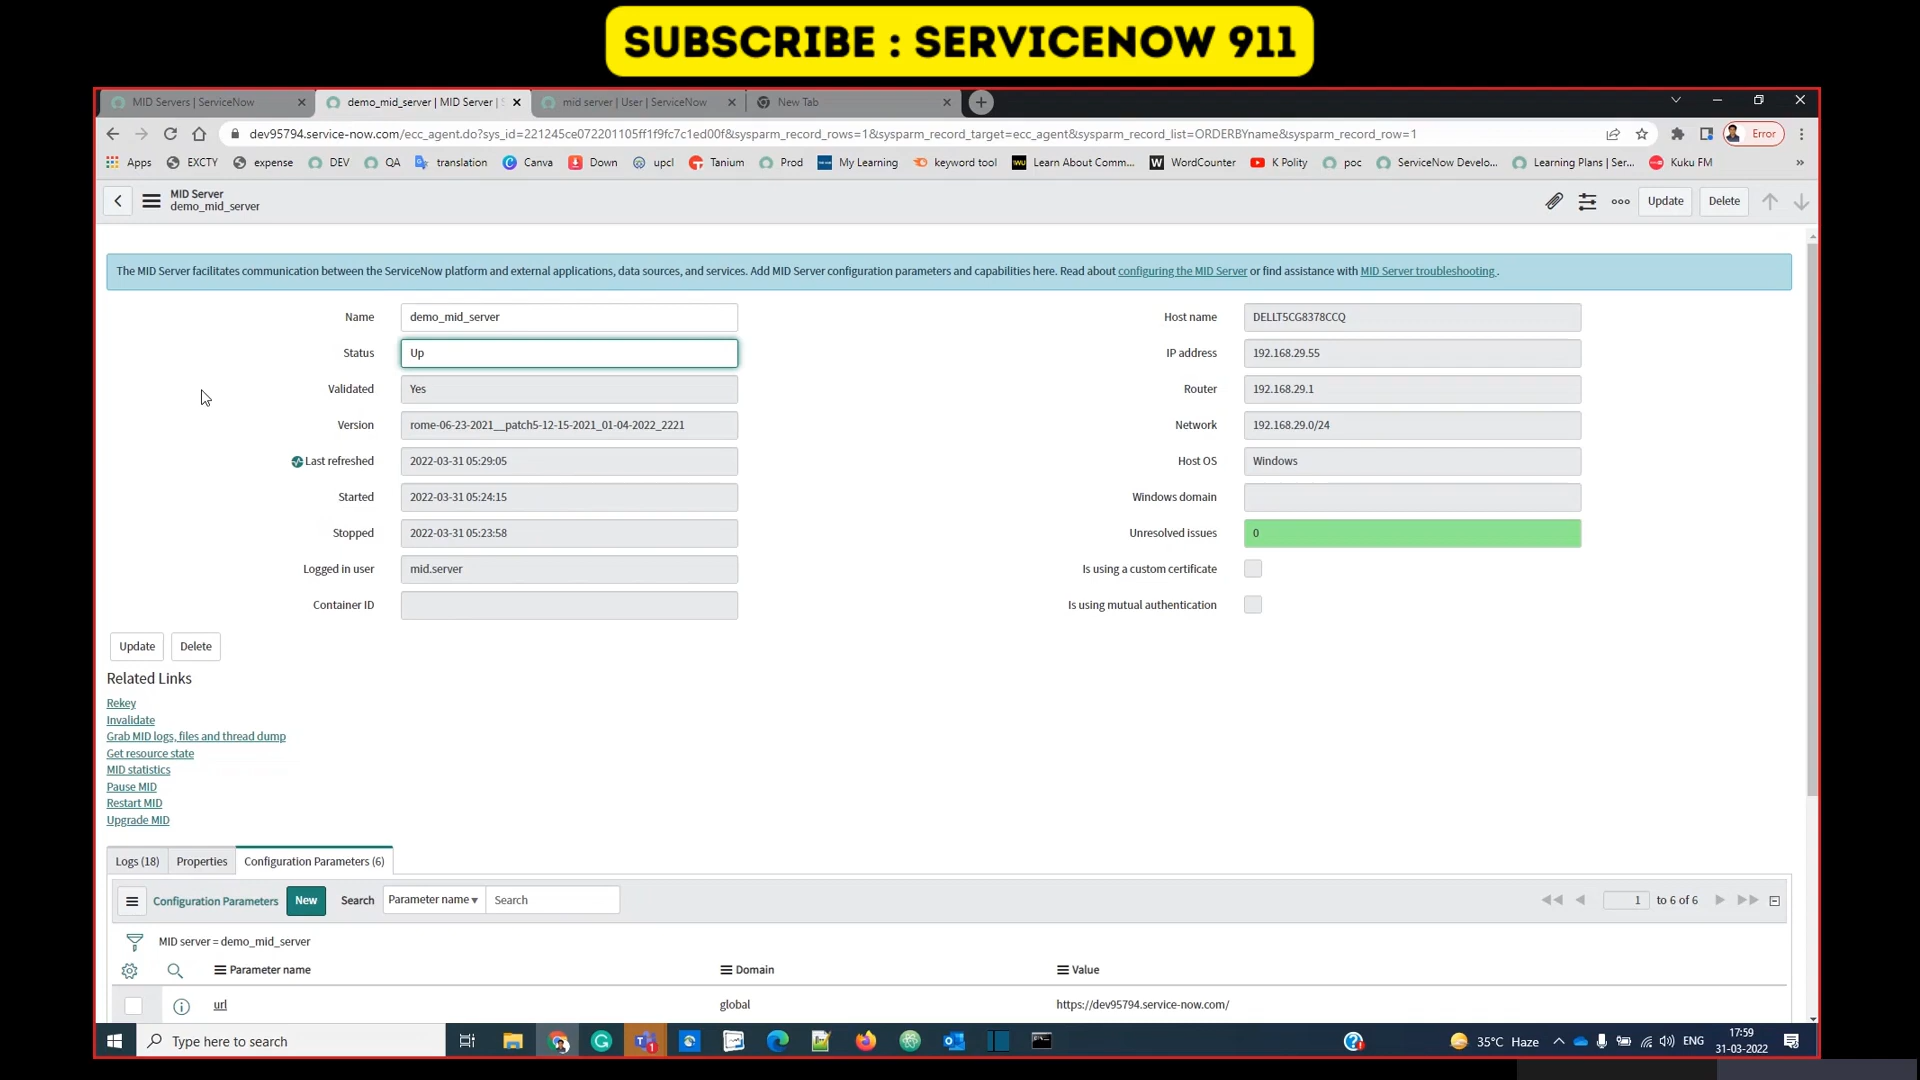 SUBSCRIBE : SERVICENOW 911
MID Servers | ServiceNow
demo_mid_server | MID Server | S
mid server | User | ServiceNow
New Tab
dev95794.service-now.com/ecc_agent.do?sys_id=221245ce072201105ff1f9fc7c1ed00f&sysparm_record_rows=1&sysparm_record_target=ecc_agent&sysparm_record_list=ORDERBYname&sysparm_record_row=1
Error
Apps EXCTY expense DEV QA translation Canva Down upcl Tanium Prod My Learning keyword tool Learn About Comm... WordCounter K Polity poc ServiceNow Develo... Learning Plans | Ser... Kuku FM »
MID Server
demo_mid_server
Update Delete
The MID Server facilitates communication between the ServiceNow platform and external applications, data sources, and services. Add MID Server configuration parameters and capabilities here. Read about configuring the MID Server or find assistance with MID Server troubleshooting .
Name demo_mid_server Host name DELLT5CG8378CCQ
Status Up IP address 192.168.29.55
Validated Yes Router 192.168.29.1
Version rome-06-23-2021__patch5-12-15-2021_01-04-2022_2221 Network 192.168.29.0/24
Last refreshed 2022-03-31 05:29:05 Host OS Windows
Started 2022-03-31 05:24:15 Windows domain
Stopped 2022-03-31 05:23:58 Unresolved issues 0
Logged in user mid.server Is using a custom certificate
Container ID Is using mutual authentication
Update Delete
Related Links
Rekey
Invalidate
Grab MID logs, files and thread dump
Get resource state
MID statistics
Pause MID
Restart MID
Upgrade MID
Logs (18) Properties Configuration Parameters (6)
Configuration Parameters New Search Parameter name Search 1 to 6 of 6
MID server = demo_mid_server
Parameter name Domain Value
url global https://dev95794.service-now.com/
Type here to search 35°C Haze ENG 17:59
31-03-2022